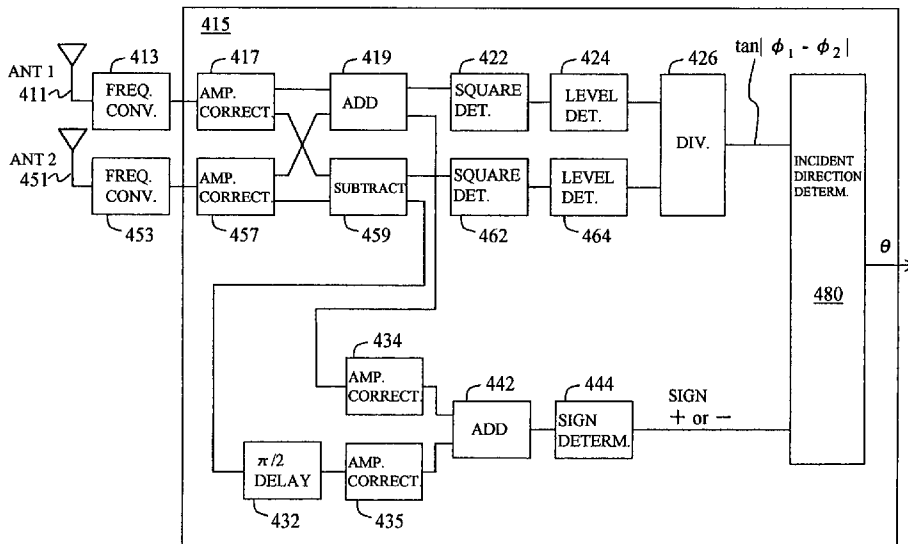 415
413
417
419
422
424
426
tan| ϕ₁ - ϕ₂ |
ANT 1
411
FREQ.
CONV.
AMP.
CORRECT.
ADD
SQUARE
DET.
LEVEL
DET.
DIV.
INCIDENT
DIRECTION
DETERM.
480
θ
ANT 2
451
FREQ.
CONV.
AMP.
CORRECT.
SUBTRACT
SQUARE
DET.
LEVEL
DET.
453
457
459
462
464
434
AMP.
CORRECT.
442
ADD
444
SIGN
DETERM.
SIGN
+ or -
π/2
DELAY
AMP.
CORRECT.
432
435